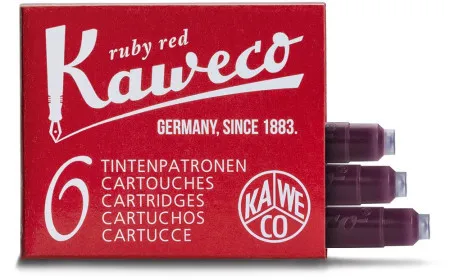 ruby red
Kaweco
GERMANY, SINCE 1883.
6
TINTENPATRONEN
CARTOUCHES
CARTRIDGES
CARTUCHOS
CARTUCCE
KA WE
CO